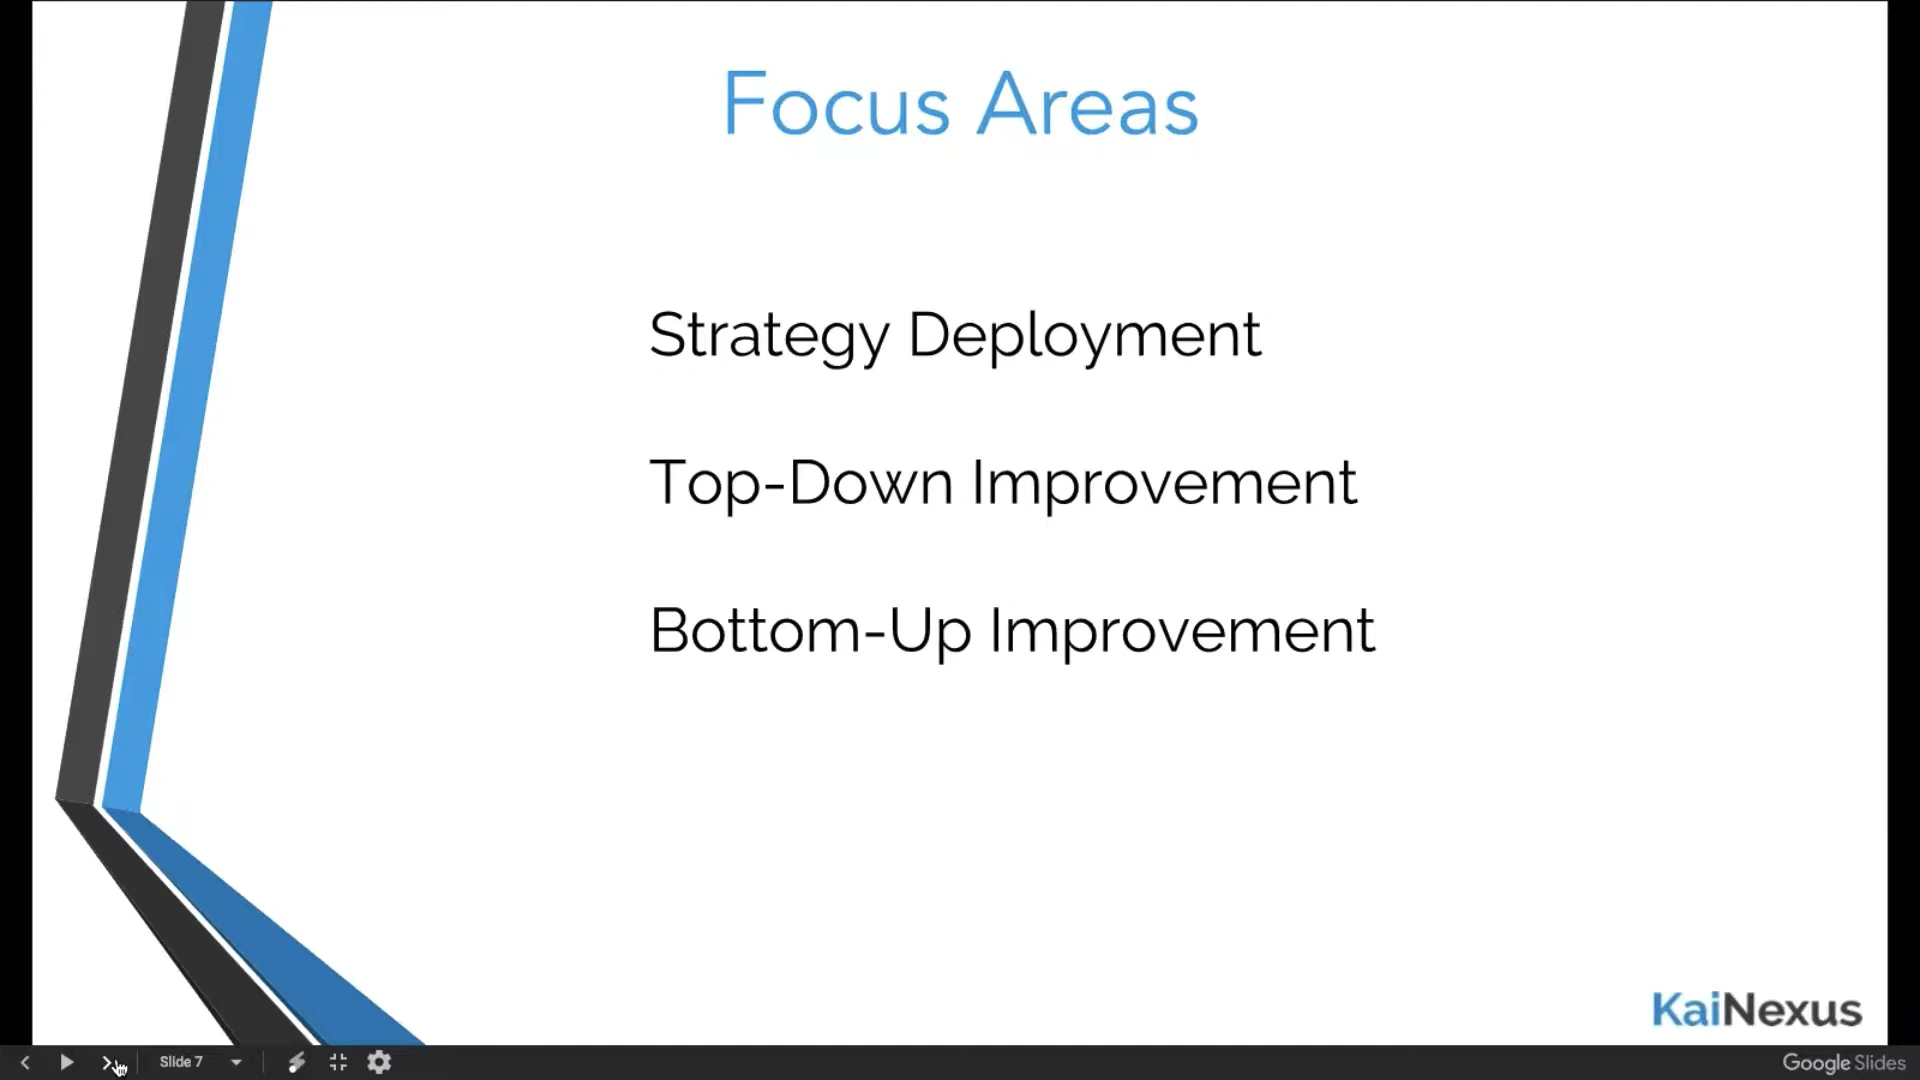 Focus Areas
Strategy Deployment
Top-Down Improvement
Bottom-Up Improvement
KaiNexus
Slide 7
Google Slides